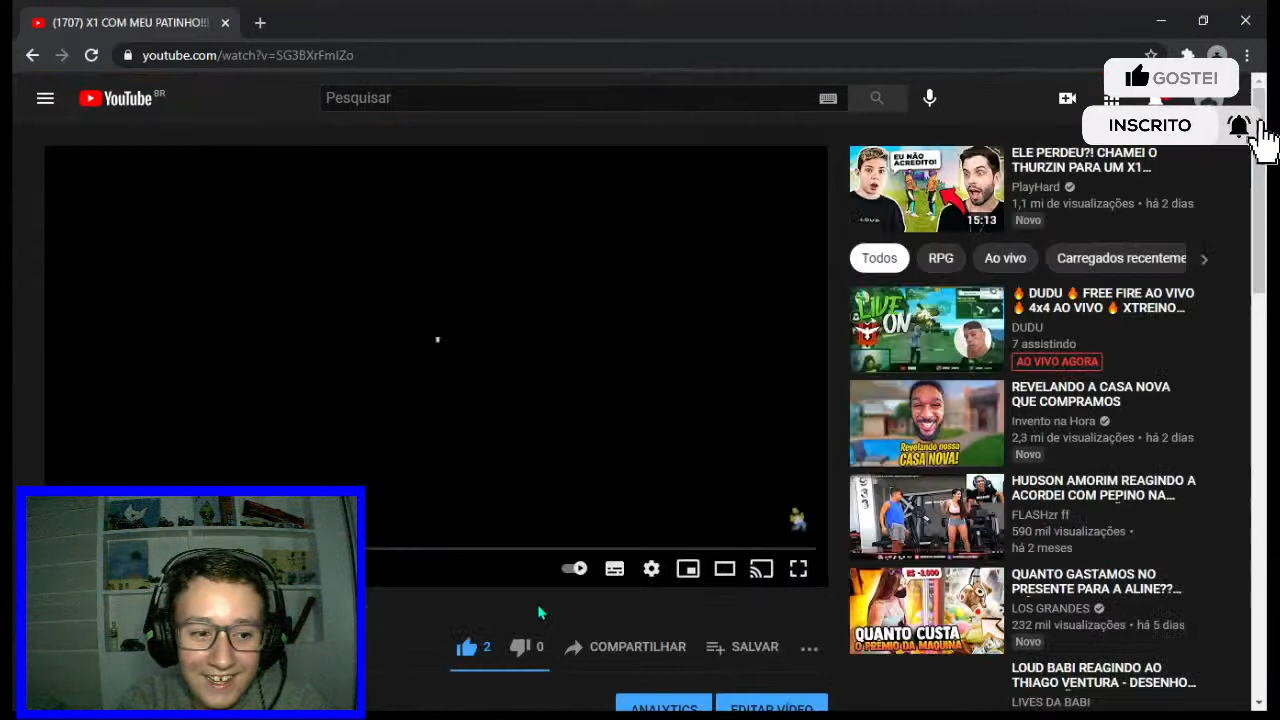 (1707) X1 COM MEU PATINHO!!!
youtube.com/watch?v=SG3BXrFmIZo
GOSTEI
YouTube BR
Pesquisar
INSCRITO
EU NÃO
ACREDITO!
15:13
ELE PERDEU?! CHAMEI O
THURZIN PARA UM X1...
PlayHard
1,1 mi de visualizações • há 2 dias
Novo
Todos
RPG
Ao vivo
Carregados recenteme
LIVE
ON
🔥 DUDU 🔥 FREE FIRE AO VIVO
🔥 4x4 AO VIVO 🔥 XTREINO...
DUDU
7 assistindo
AO VIVO AGORA
Revelando nossa
CASA NOVA!
REVELANDO A CASA NOVA
QUE COMPRAMOS
Invento na Hora
2,3 mi de visualizações • há 2 dias
Novo
HUDSON AMORIM REAGINDO A
ACORDEI COM PEPINO NA...
FLASHzr ff
590 mil visualizações •
há 2 meses
R$ -3,000
QUANTO CUSTA
O PRÊMIO DA MAQUINA
QUANTO GASTAMOS NO
PRESENTE PARA A ALINE??...
LOS GRANDES
232 mil visualizações • há 5 dias
Novo
LOUD BABI REAGINDO AO
THIAGO VENTURA - DESENHO...
LIVES DA BABI
2
0
COMPARTILHAR
SALVAR
ANALYTICS
EDITAR VÍDEO